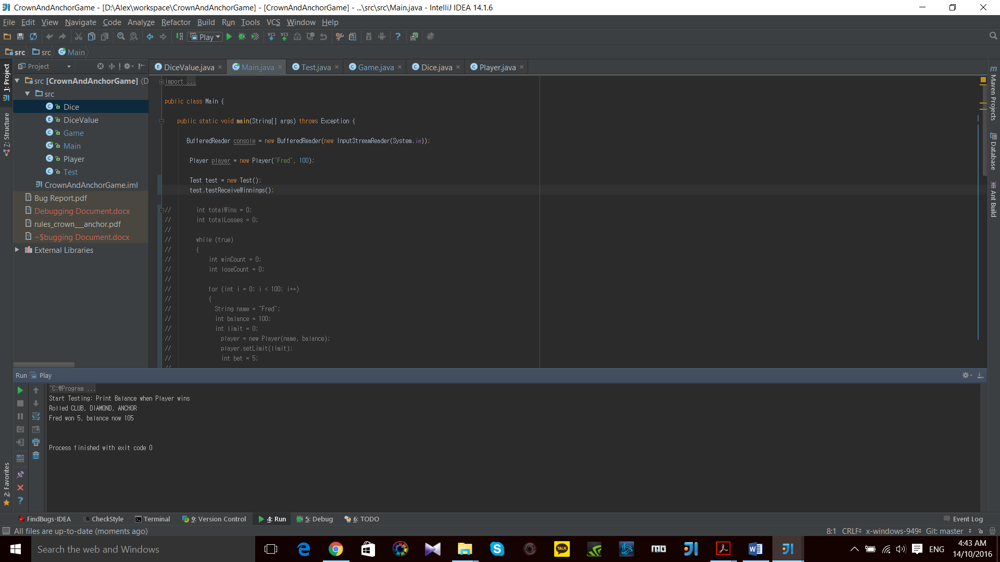 CrownAndAnchorGame - [D:\Alex\workspace\CrownAndAnchorGame] - [CrownAndAnchorGame] - ...\src\src\Main.java - IntelliJ IDEA 14.1.6
File Edit View Navigate Code Analyze Refactor Build Run Tools VCS Window Help
Play
src src Main
Project
DiceValue.java Main.java Test.java Game.java Dice.java Player.java
1: Project
7: Structure
2: Favorites
src [CrownAndAnchorGame] (D
src
Dice
DiceValue
Game
Main
Player
Test
CrownAndAnchorGame.iml
Bug Report.pdf
Debugging Document.docx
rules_crown__anchor.pdf
~$bugging Document.docx
External Libraries
import ...
public class Main {
public static void main(String[] args) throws Exception {
BufferedReader console = new BufferedReader(new InputStreamReader(System.in));
Player player = new Player("Fred", 100);
Test test = new Test();
test.testReceiveWinnings();
// int totalWins = 0;
// int totalLosses = 0;
//
// while (true)
// {
// int winCount = 0;
// int loseCount = 0;
//
// for (int i = 0; i < 100; i++)
// {
// String name = "Fred";
// int balance = 100;
// int limit = 0;
// player = new Player(name, balance);
// player.setLimit(limit);
// int bet = 5;
//
Maven Projects
Database
Ant Build
Run Play
"C:\Program ...
Start Testing: Print Balance when Player wins
Rolled CLUB, DIAMOND, ANCHOR
Fred won 5, balance now 105
Process finished with exit code 0
FindBugs-IDEA CheckStyle Terminal 9: Version Control 4: Run 5: Debug 6: TODO Event Log
All files are up-to-date (moments ago) 8:1 CRLF x-windows-949 Git: master
Search the web and Windows
TALK
ENG
4:43 AM
14/10/2016